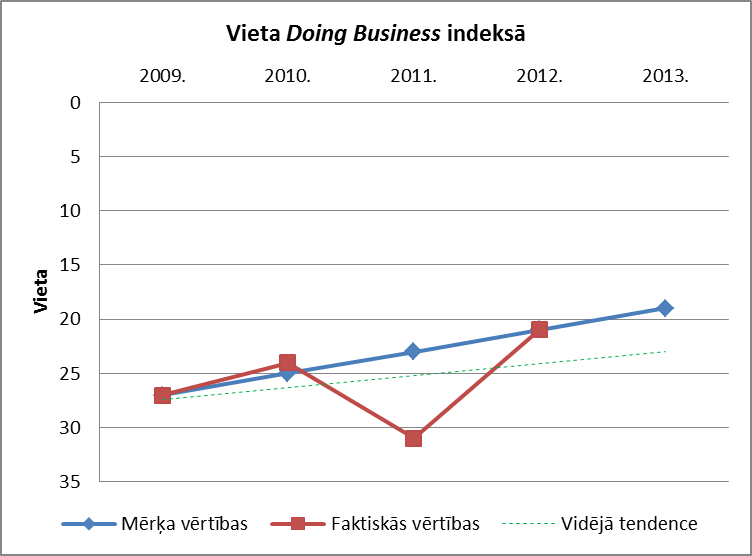 Vieta Doing Business indeksā
2009. 2010. 2011. 2012. 2013.
0
5
10
15
20
25
30
35
Vieta
Mērķa vērtības Faktiskās vērtības Vidējā tendence